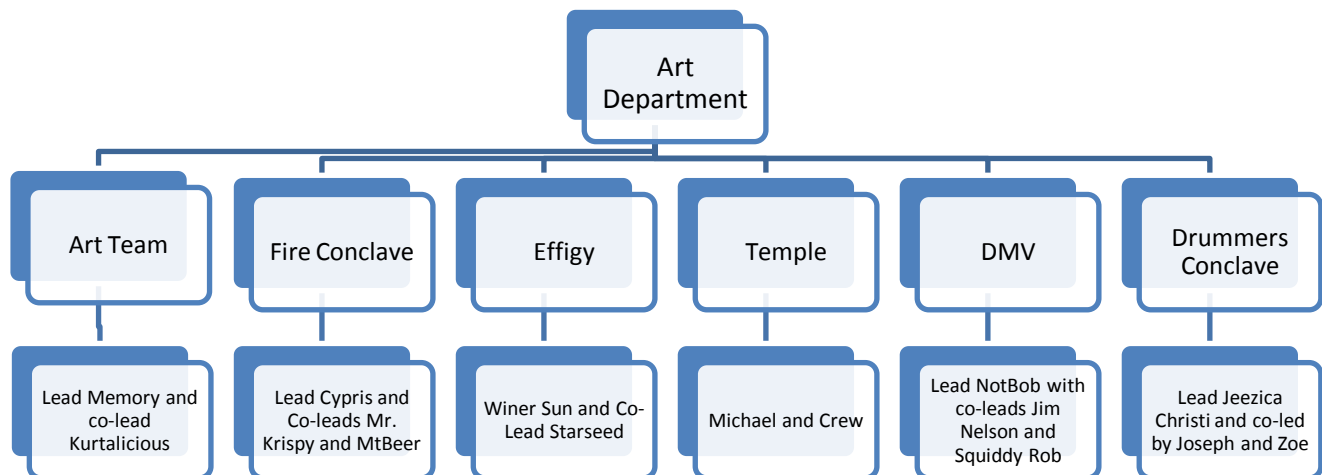 Art
Department
Art Team
Fire Conclave
Effigy
Temple
DMV
Drummers
Conclave
Lead Memory and
co-lead
Kurtalicious
Lead Cypris and
Co-leads Mr.
Krispy and MtBeer
Winer Sun and Co-
Lead Starseed
Michael and Crew
Lead NotBob with
co-leads Jim
Nelson and
Squiddy Rob
Lead Jeezica
Christi and co-led
by Joseph and Zoe